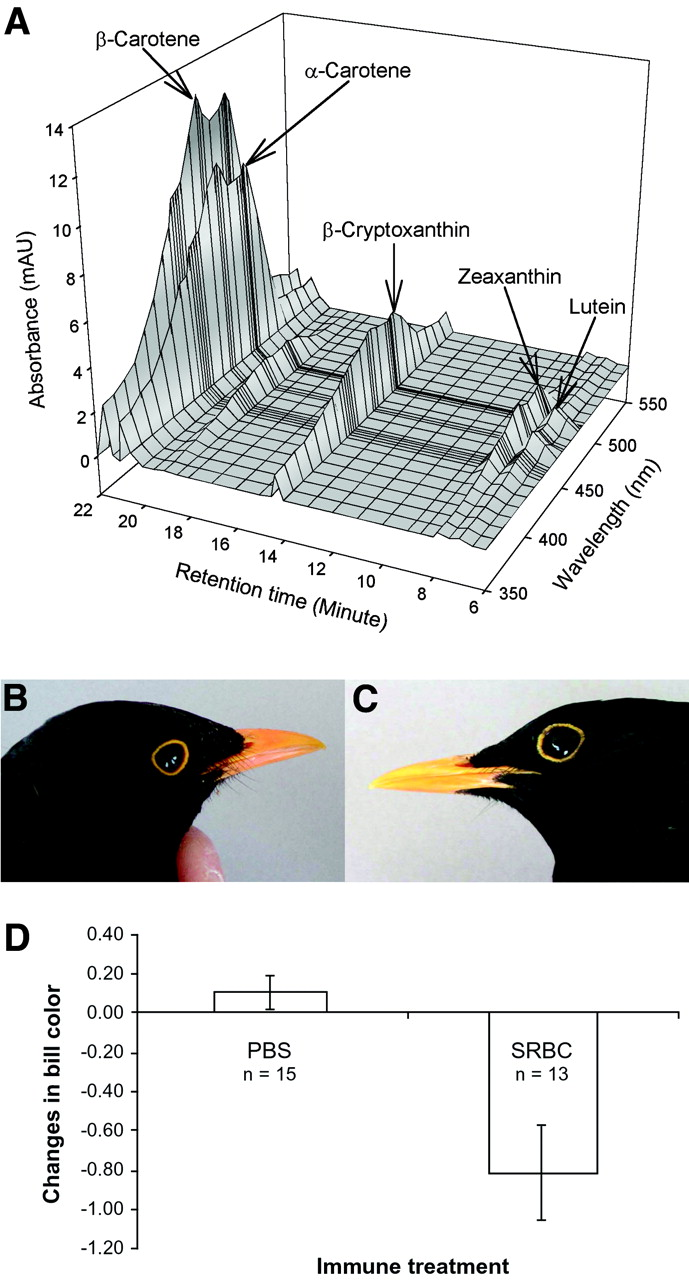 A
β-Carotene
α-Carotene
β-Cryptoxanthin
Zeaxanthin
Lutein
Absorbance (mAU)
14
12
10
8
6
4
2
0
22
20
18
16
14
12
10
8
6
Retention time (Minute)
350
400
450
500
550
Wavelength (nm)
B
C
D
Changes in bill color
0.40
0.20
0.00
-0.20
-0.40
-0.60
-0.80
-1.00
-1.20
PBS
n = 15
SRBC
n = 13
Immune treatment